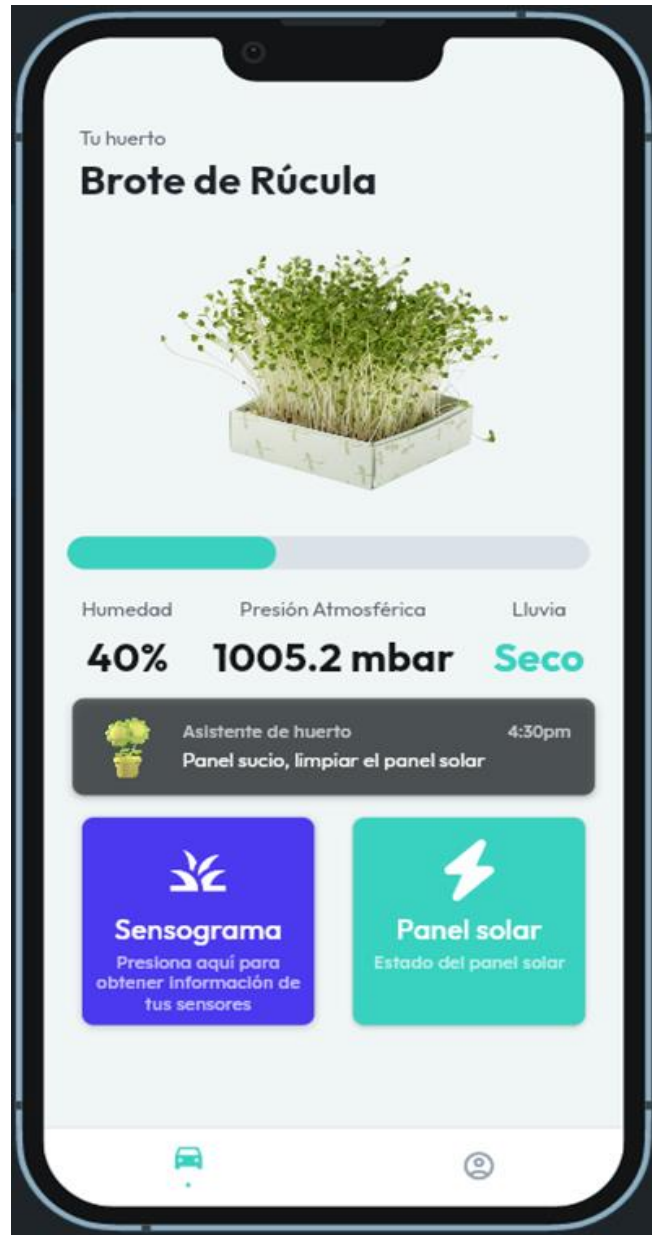 Tu huerto
Brote de Rúcula
Humedad Presión Atmosférica Lluvia
40% 1005.2 mbar Seco
Asistente de huerto 4:30pm
Panel sucio, limpiar el panel solar
Sensograma
Presiona aquí para
obtener información de
tus sensores
Panel solar
Estado del panel solar